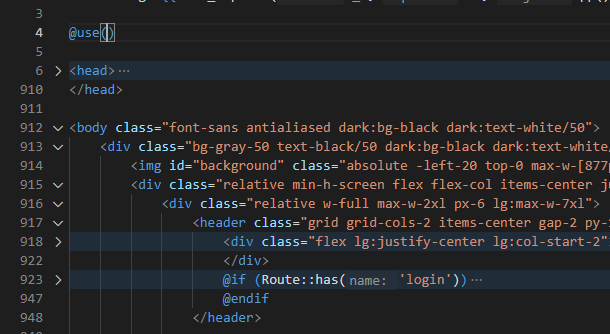 3
4 @use()
5
6 <head>…
910 </head>
911
912 <body class="font-sans antialiased dark:bg-black dark:text-white/50">
913 <div class="bg-gray-50 text-black/50 dark:bg-black dark:text-white,
914 <img id="background" class="absolute -left-20 top-0 max-w-[877p
915 <div class="relative min-h-screen flex flex-col items-center ju
916 <div class="relative w-full max-w-2xl px-6 lg:max-w-7xl">
917 <header class="grid grid-cols-2 items-center gap-2 py-
918 <div class="flex lg:justify-center lg:col-start-2"
922 </div>
923 @if (Route::has(name: 'login'))…
947 @endif
948 </header>